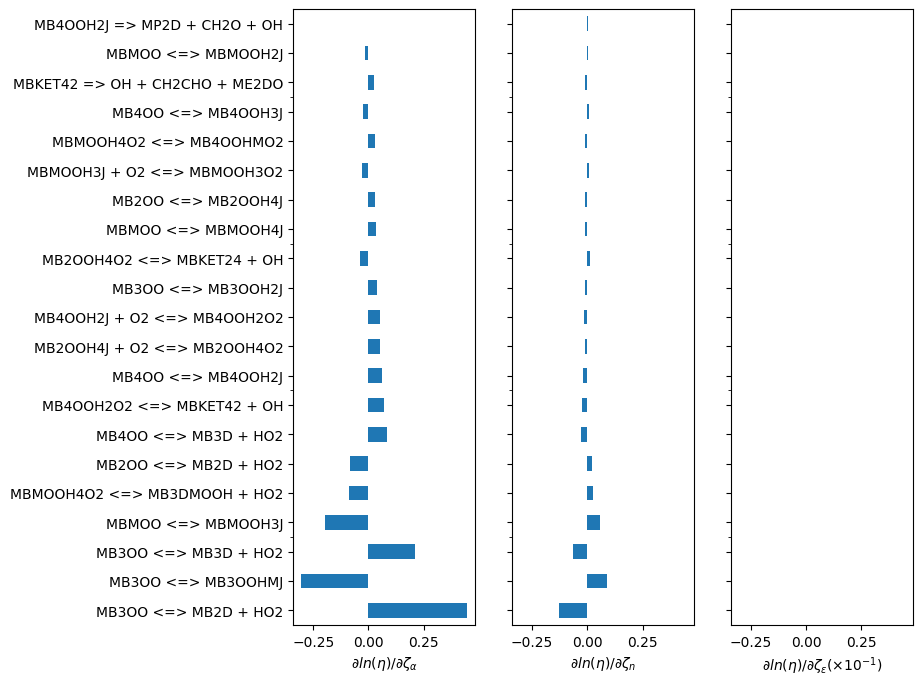 MB4OOH2J => MP2D + CH2O + OH
MBMOO <=> MBMOOH2J
MBKET42 => OH + CH2CHO + ME2DO
MB4OO <=> MB4OOH3J
MBMOOH4O2 <=> MB4OOHMO2
MBMOOH3J + O2 <=> MBMOOH3O2
MB2OO <=> MB2OOH4J
MBMOO <=> MBMOOH4J
MB2OOH4O2 <=> MBKET24 + OH
MB3OO <=> MB3OOH2J
MB4OOH2J + O2 <=> MB4OOH2O2
MB2OOH4J + O2 <=> MB2OOH4O2
MB4OO <=> MB4OOH2J
MB4OOH2O2 <=> MBKET42 + OH
MB4OO <=> MB3D + HO2
MB2OO <=> MB2D + HO2
MBMOOH4O2 <=> MB3DMOOH + HO2
MBMOO <=> MBMOOH3J
MB3OO <=> MB3D + HO2
MB3OO <=> MB3OOHMJ
MB3OO <=> MB2D + HO2
−0.25 0.00 0.25 −0.25 0.00 0.25 −0.25 0.00 0.25
∂ln(η)/∂ζα ∂ln(η)/∂ζn ∂ln(η)/∂ζε(×10⁻¹)